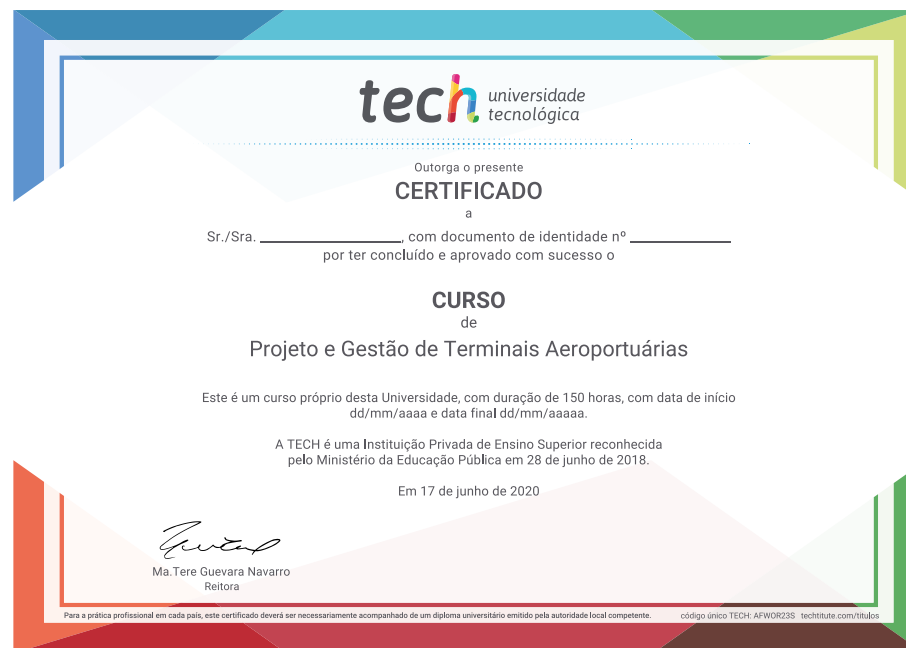 tech universidade
tecnológica
Outorga o presente
CERTIFICADO
a
Sr./Sra. ________________, com documento de identidade nº ____________
por ter concluído e aprovado com sucesso o
CURSO
de
Projeto e Gestão de Terminais Aeroportuárias
Este é um curso próprio desta Universidade, com duração de 150 horas, com data de início
dd/mm/aaaa e data final dd/mm/aaaaa.
A TECH é uma Instituição Privada de Ensino Superior reconhecida
pelo Ministério da Educação Pública em 28 de junho de 2018.
Em 17 de junho de 2020
Ma.Tere Guevara Navarro
Reitora
Para a prática profissional em cada país, este certificado deverá ser necessariamente acompanhado de um diploma universitário emitido pela autoridade local competente. código único TECH: AFWOR23S techtitute.com/titulos